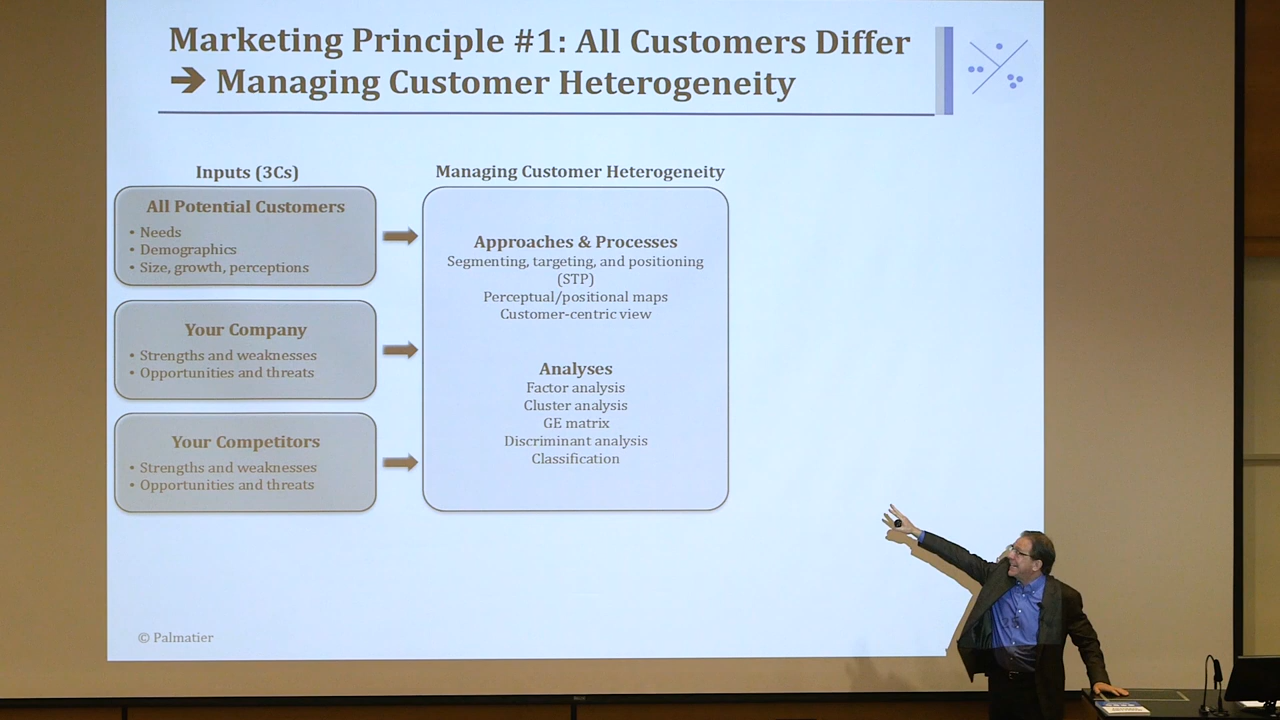 Marketing Principle #1: All Customers Differ
➔ Managing Customer Heterogeneity
Inputs (3Cs)
All Potential Customers
• Needs
• Demographics
• Size, growth, perceptions
Your Company
• Strengths and weaknesses
• Opportunities and threats
Your Competitors
• Strengths and weaknesses
• Opportunities and threats
Managing Customer Heterogeneity
Approaches & Processes
Segmenting, targeting, and positioning
(STP)
Perceptual/positional maps
Customer-centric view
Analyses
Factor analysis
Cluster analysis
GE matrix
Discriminant analysis
Classification
© Palmatier